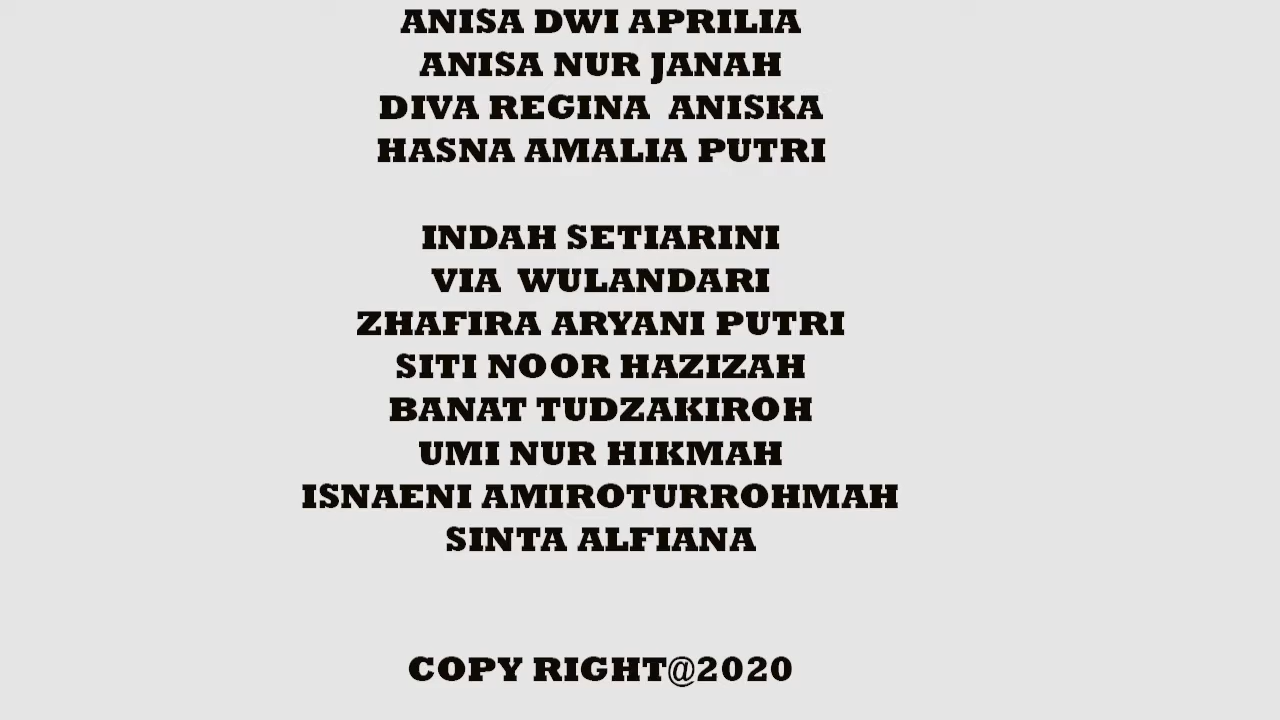 ANISA DWI APRILIA
ANISA NUR JANAH
DIVA REGINA  ANISKA
HASNA AMALIA PUTRI
INDAH SETIARINI
VIA  WULANDARI
ZHAFIRA ARYANI PUTRI
SITI NOOR HAZIZAH
BANAT TUDZAKIROH
UMI NUR HIKMAH
ISNAENI AMIROTURROHMAH
SINTA ALFIANA
COPY RIGHT@2020